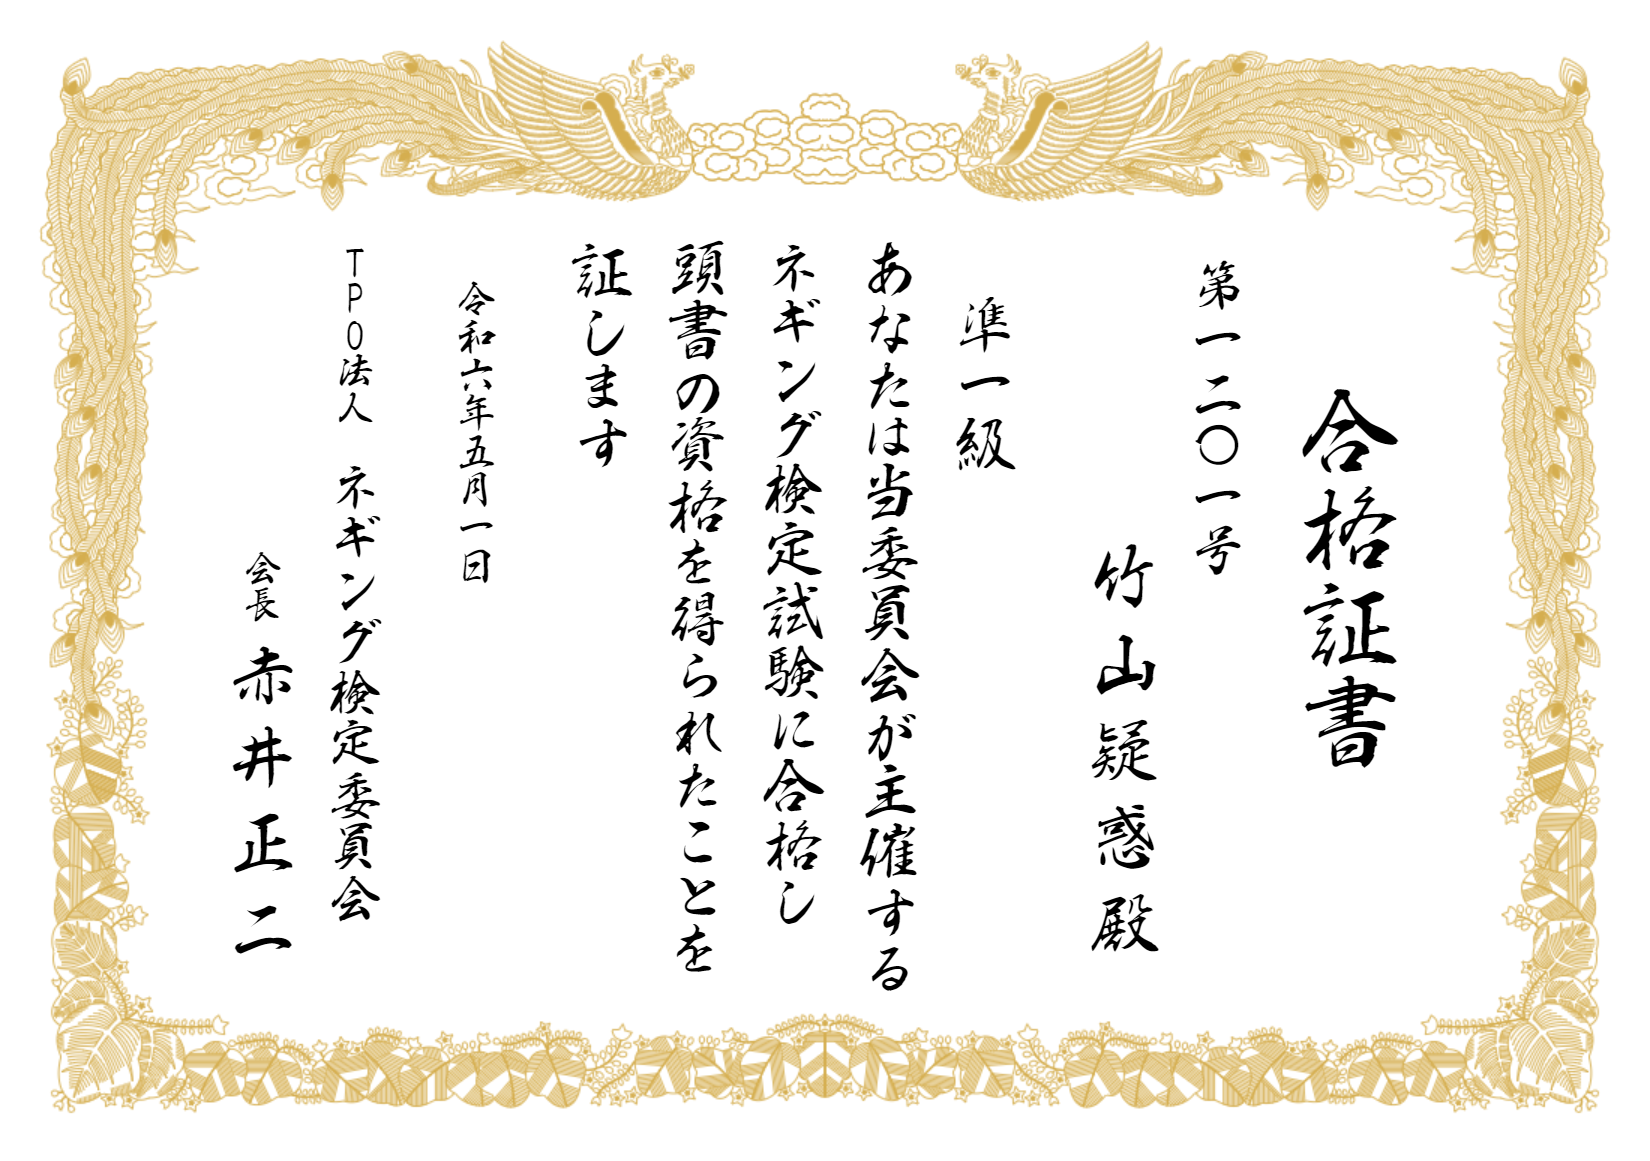 合格証書
第一二〇一号
竹山疑惑殿
準一級
あなたは当委員会が主催する
ネギング検定試験に合格し
頭書の資格を得られたことを
証します
令和六年五月一日
TPO法人　ネギング検定委員会
会長　赤井正二